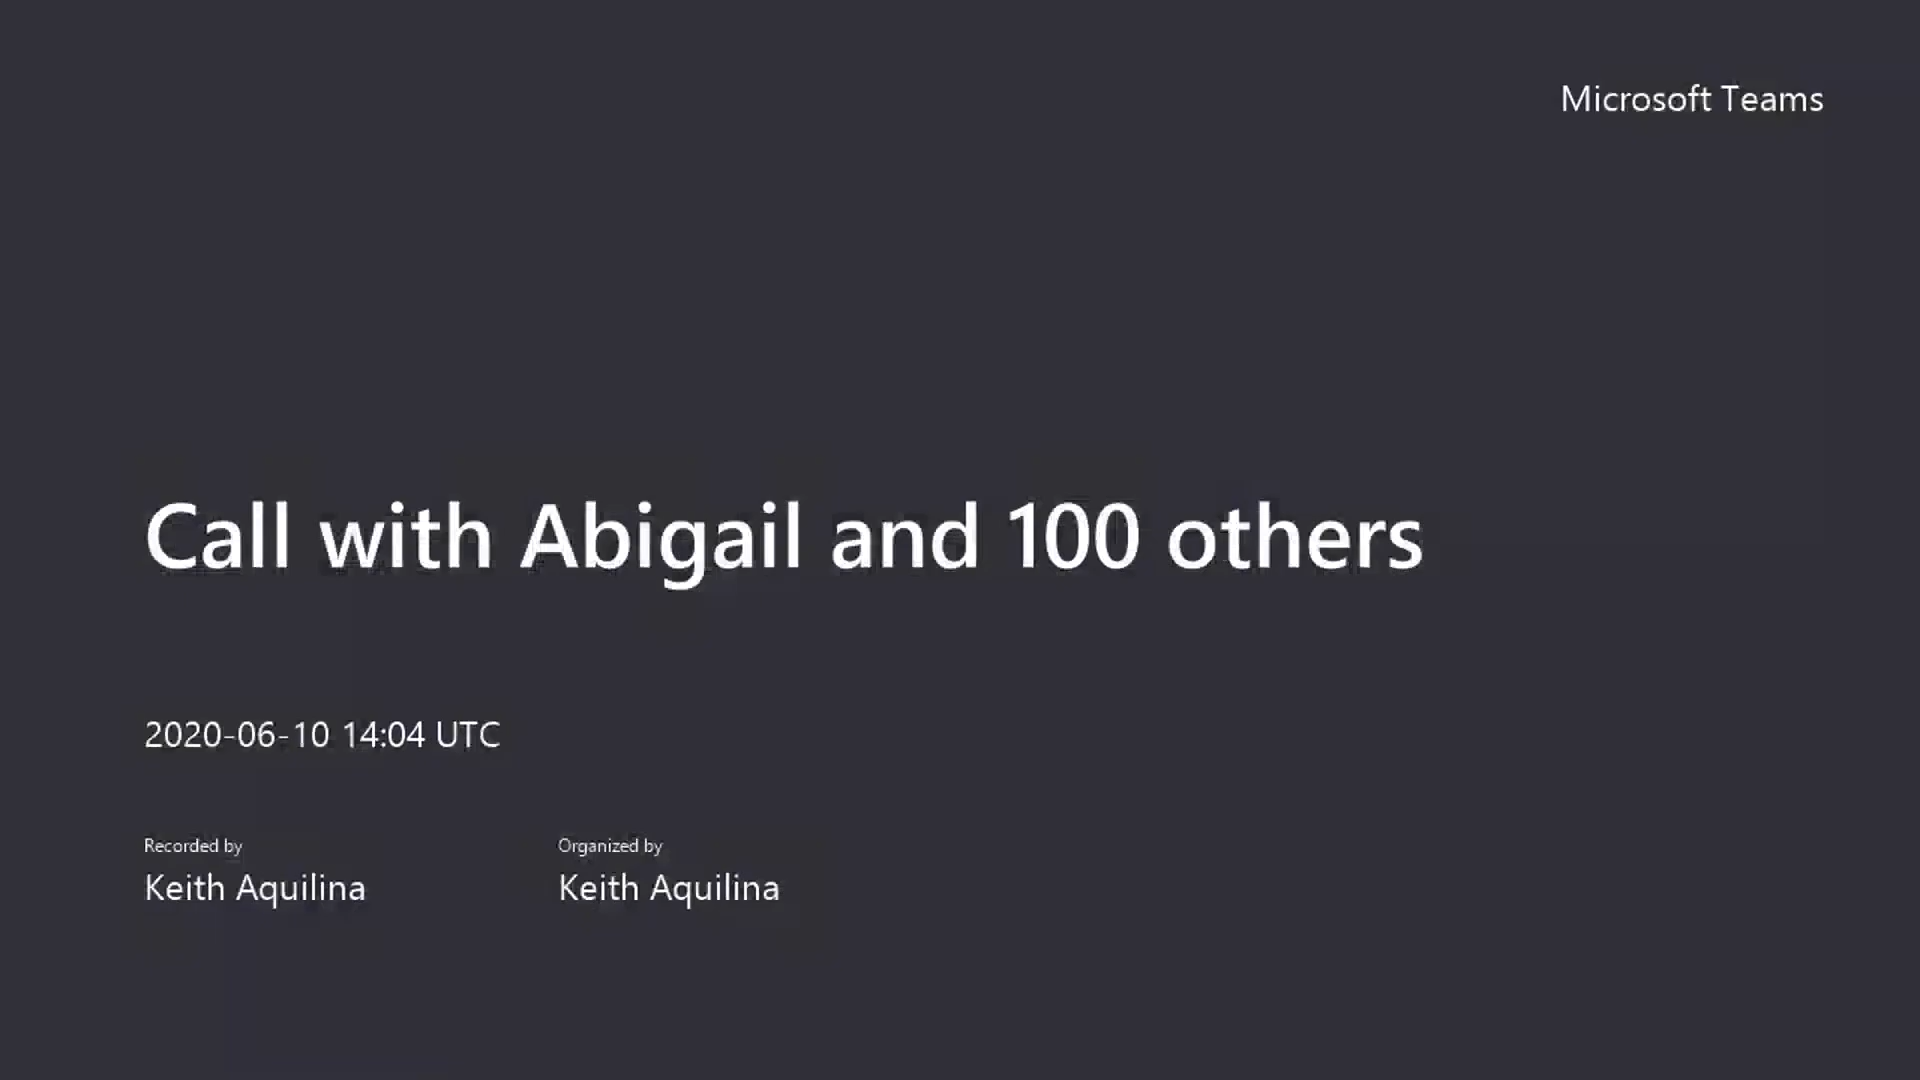 Microsoft Teams
Call with Abigail and 100 others
2020-06-10 14:04 UTC
Recorded by
Keith Aquilina
Organized by
Keith Aquilina